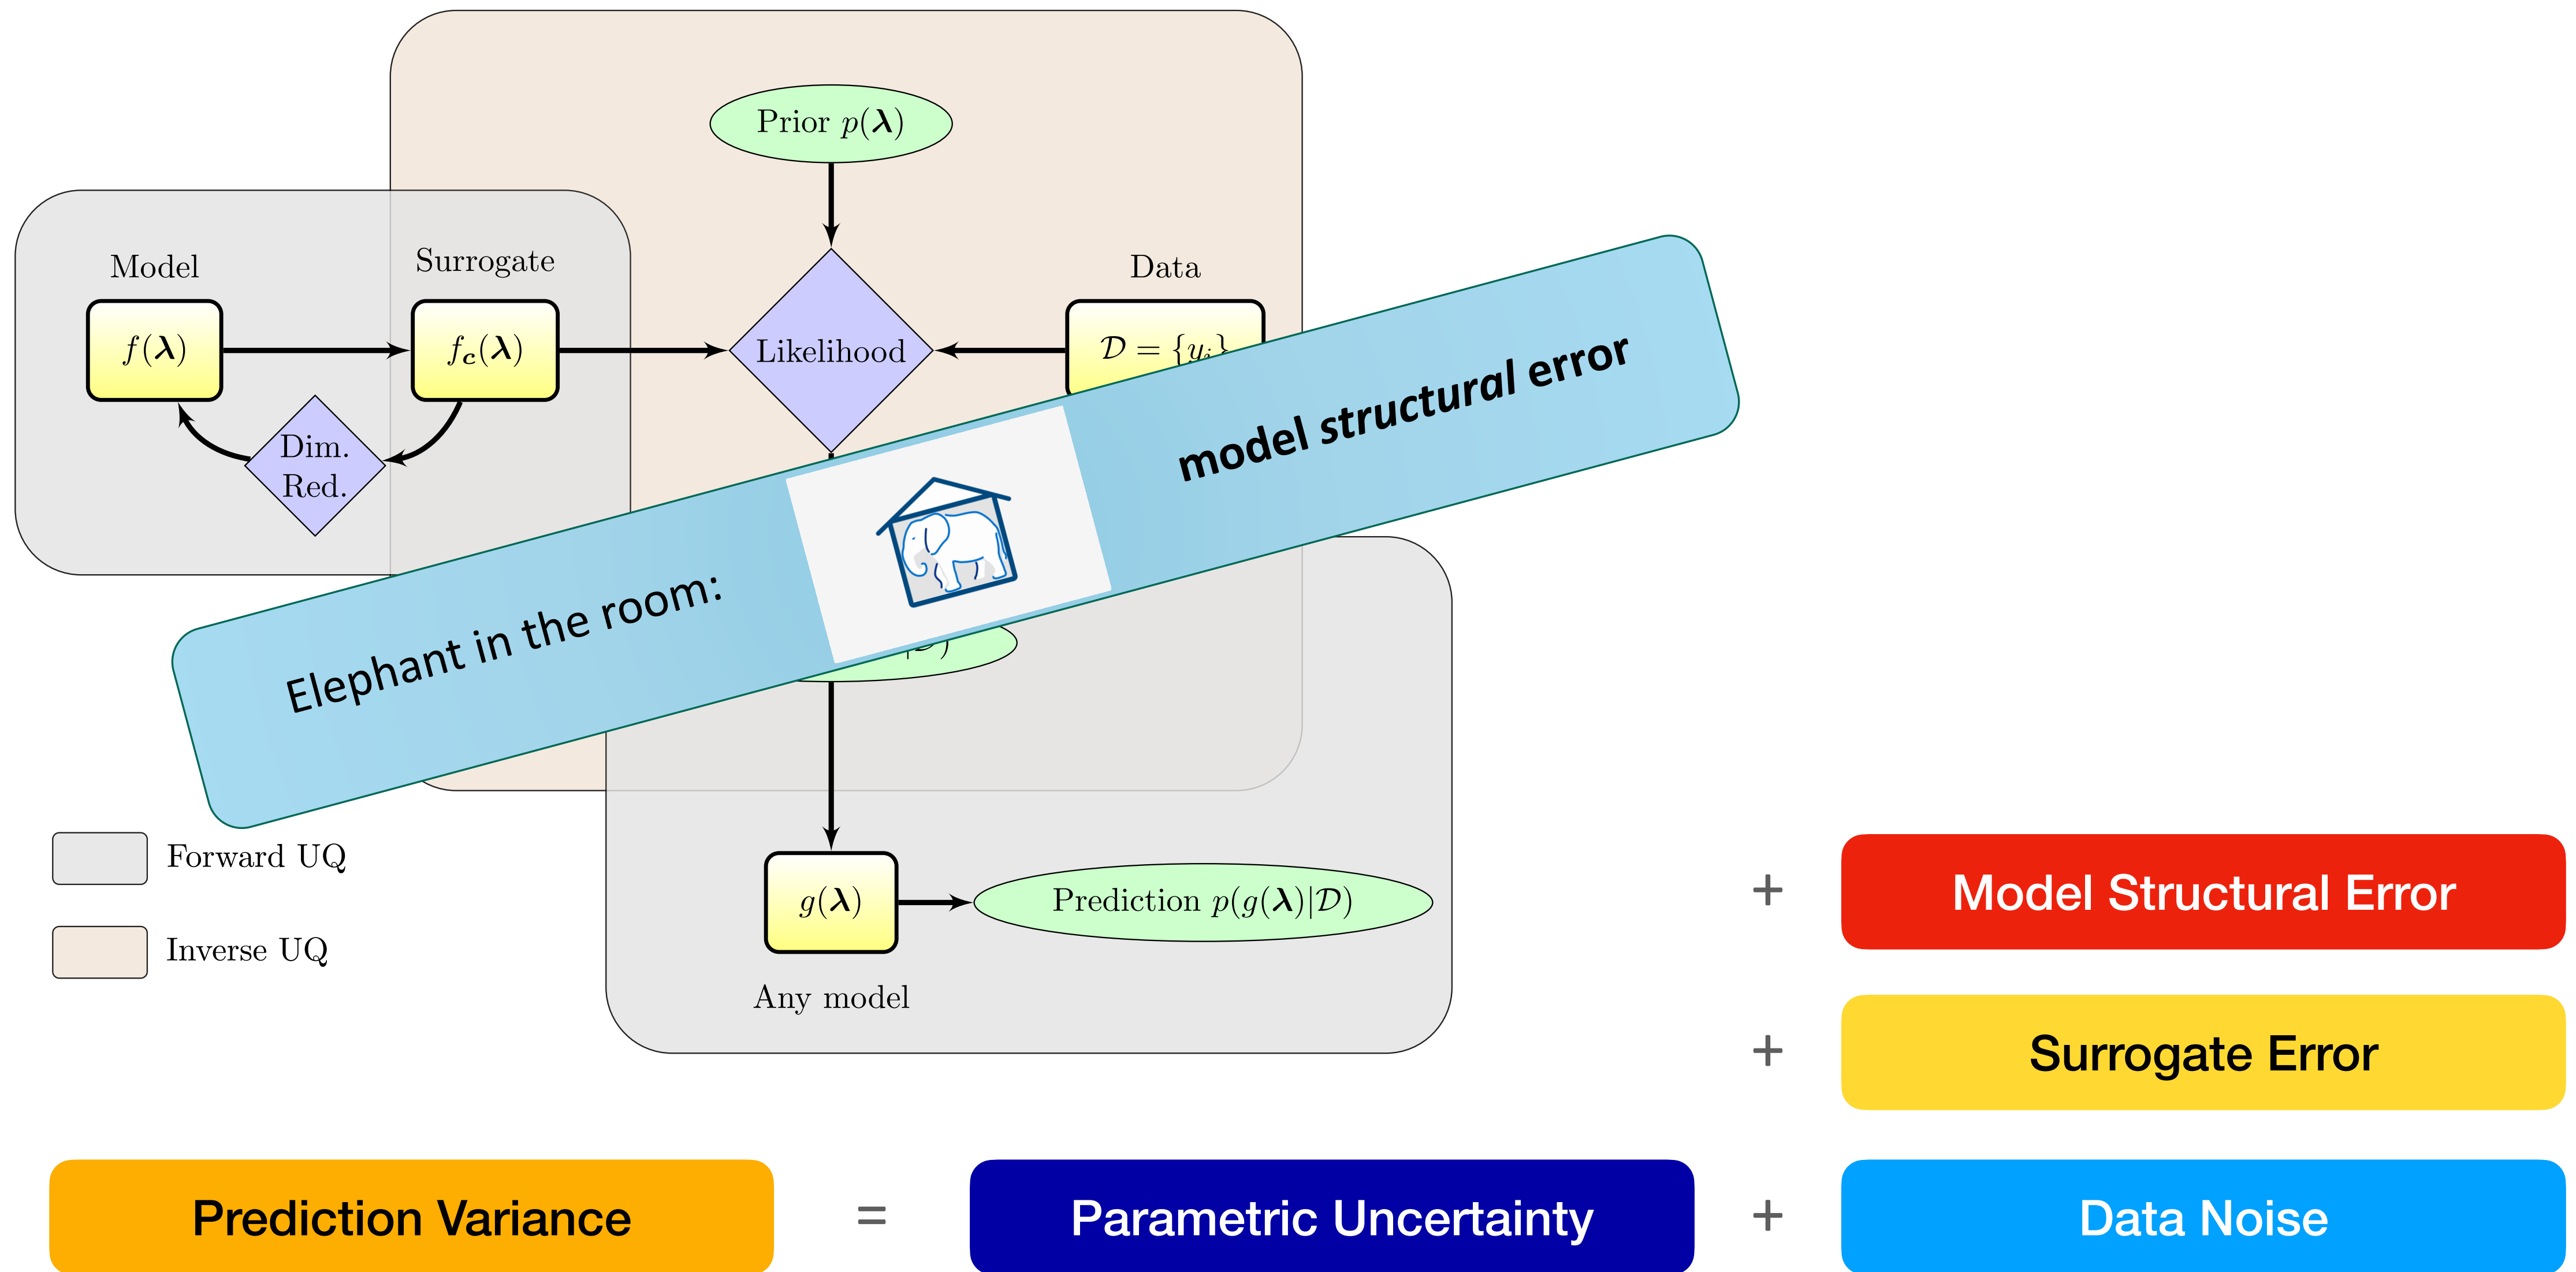 Prior p(λ)
Model
Surrogate
Data
f(λ)
f_c(λ)
Likelihood
𝒟 = {y_i}
Dim.
Red.
Elephant in the room:
model structural error
|𝒟)
Forward UQ
Inverse UQ
g(λ)
Prediction p(g(λ)|𝒟)
Any model
+ Model Structural Error
+ Surrogate Error
Prediction Variance = Parametric Uncertainty + Data Noise